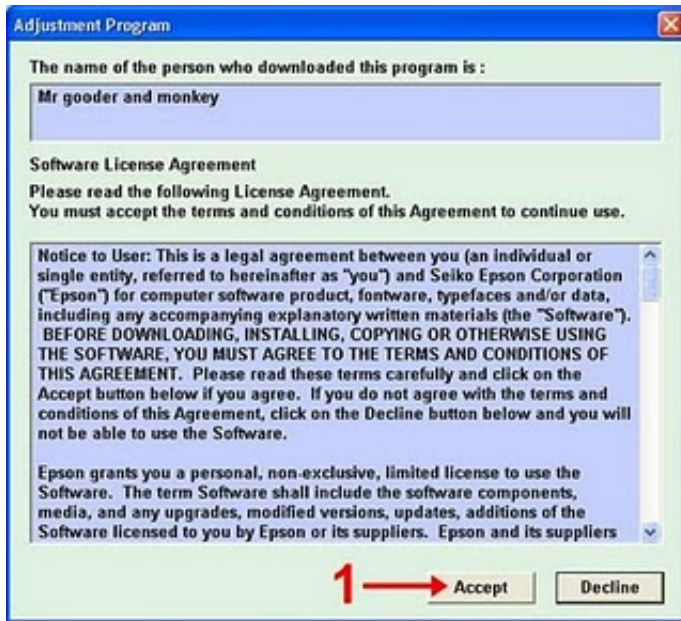 Adjustment Program
The name of the person who downloaded this program is :
Mr gooder and monkey
Software License Agreement
Please read the following License Agreement.
You must accept the terms and conditions of this Agreement to continue use.
Notice to User: This is a legal agreement between you (an individual or
single entity, referred to hereinafter as "you") and Seiko Epson Corporation
("Epson") for computer software product, fontware, typefaces and/or data,
including any accompanying explanatory written materials (the "Software").
BEFORE DOWNLOADING, INSTALLING, COPYING OR OTHERWISE USING
THE SOFTWARE, YOU MUST AGREE TO THE TERMS AND CONDITIONS OF
THIS AGREEMENT. Please read these terms carefully and click on the
Accept button below if you agree. If you do not agree with the terms and
conditions of this Agreement, click on the Decline button below and you will
not be able to use the Software.
Epson grants you a personal, non-exclusive, limited license to use the
Software. The term Software shall include the software components,
media, and any upgrades, modified versions, updates, additions of the
Software licensed to you by Epson or its suppliers. Epson and its suppliers
1 Accept Decline